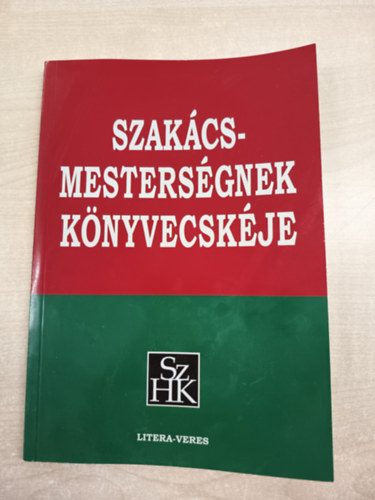 SZAKÁCS-
MESTERSÉGNEK
KÖNYVECSKÉJE
Sz
HK
LITERA-VERES